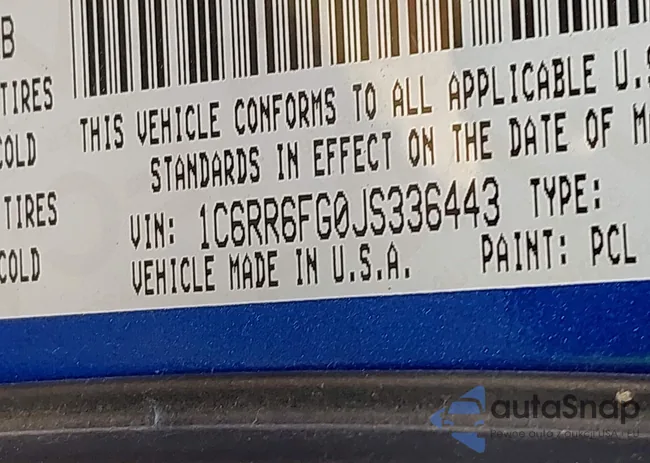 B
TIRES
COLD
TIRES
COLD
THIS VEHICLE CONFORMS TO ALL APPLICABLE U.S
STANDARDS IN EFFECT ON THE DATE OF M
VIN: 1C6RR6FG0JS336443 TYPE:
VEHICLE MADE IN U.S.A. PAINT: PCL
autoSnap